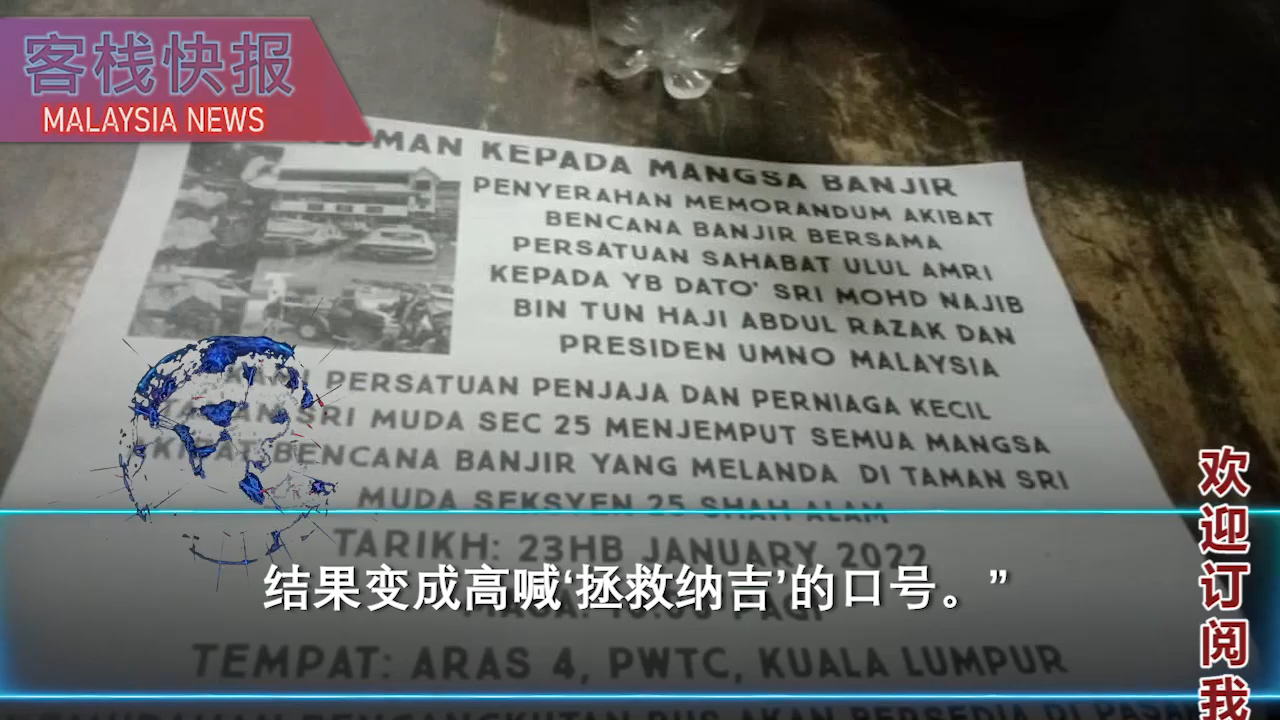 客栈快报
MALAYSIA NEWS
KEPADA MANGSA BANJIR
PENYERAHAN MEMORANDUM AKIBAT
BENCANA BANJIR BERSAMA
PERSATUAN SAHABAT ULUL AMRI
KEPADA YB DATO' SRI MOHD NAJIB
BIN TUN HAJI ABDUL RAZAK DAN
PRESIDEN UMNO MALAYSIA
PERSATUAN PENJAJA DAN PERNIAGA KECIL
SRI MUDA SEC 25 MENJEMPUT SEMUA MANGSA
BENCANA BANJIR YANG MELANDA DI TAMAN SRI
MUDA SEKSYEN 25 SHAH ALAM
TARIKH: 23HB JANUARY 2022
结果变成高喊‘拯救纳吉’的口号。”
TEMPAT: ARAS 4, PWTC, KUALA LUMPUR
欢迎订阅我